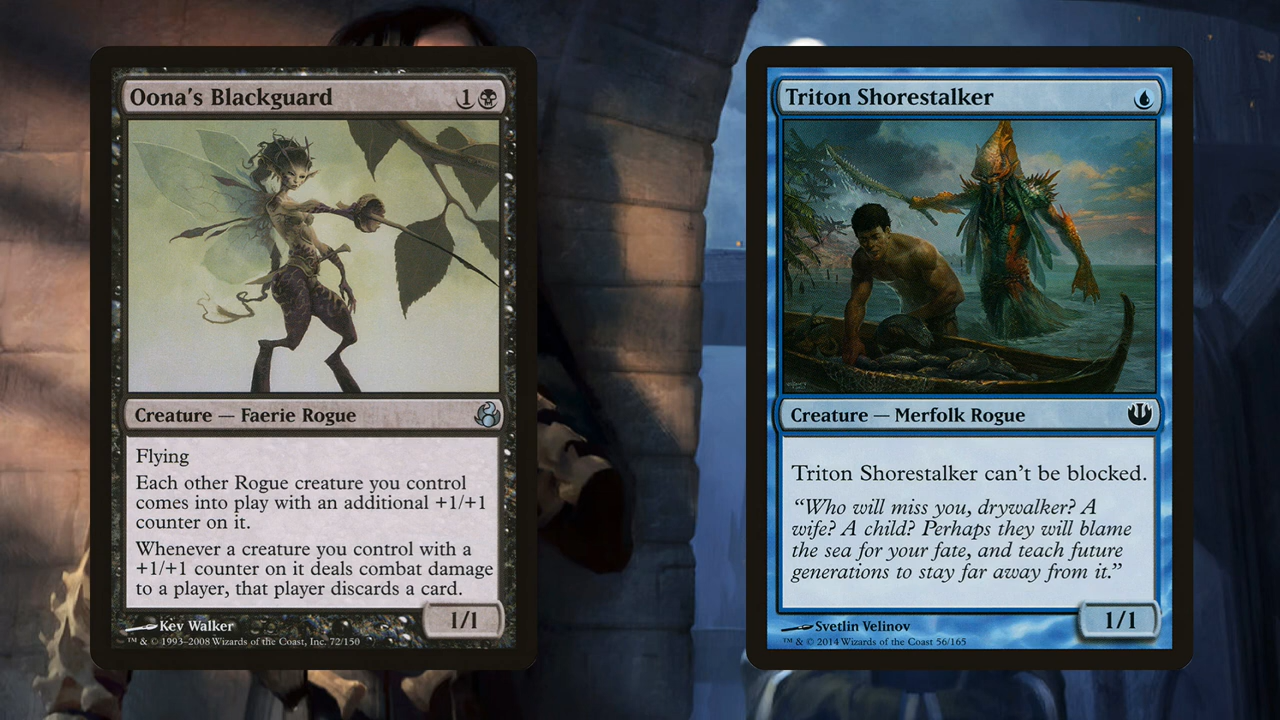 Oona's Blackguard
1
Creature — Faerie Rogue
Flying
Each other Rogue creature you control
comes into play with an additional +1/+1
counter on it.
Whenever a creature you control with a
+1/+1 counter on it deals combat damage
to a player, that player discards a card.
1/1
Kev Walker
™ & © 1993–2008 Wizards of the Coast, Inc. 72/150
Triton Shorestalker
Creature — Merfolk Rogue
Triton Shorestalker can't be blocked.
“Who will miss you, drywalker? A
wife? A child? Perhaps they will blame
the sea for your fate, and teach future
generations to stay far away from it.”
1/1
Svetlin Velinov
™ & © 2014 Wizards of the Coast 56/165